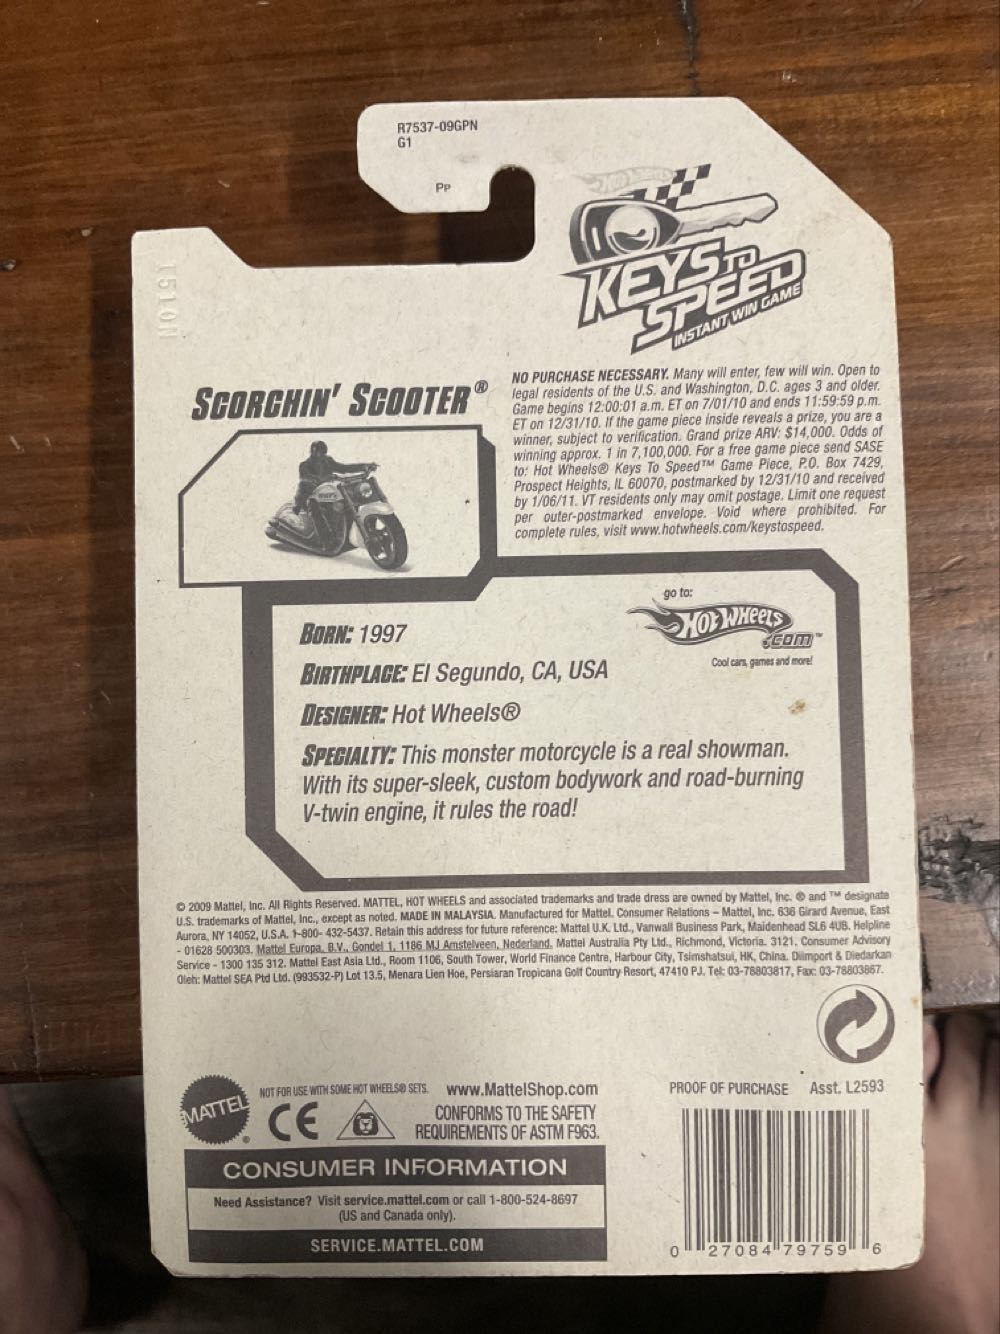 R7537-09GPN
G1
PP
1510N
HOT WHEELS
KEYS TO
SPEED
INSTANT WIN GAME
SCORCHIN' SCOOTER®
NO PURCHASE NECESSARY. Many will enter, few will win. Open to
legal residents of the U.S. and Washington, D.C. ages 3 and older.
Game begins 12:00:01 a.m. ET on 7/01/10 and ends 11:59:59 p.m.
ET on 12/31/10. If the game piece inside reveals a prize, you are a
winner, subject to verification. Grand prize ARV: $14,000. Odds of
winning approx. 1 in 7,100,000. For a free game piece send SASE
to: Hot Wheels® Keys To Speed™ Game Piece, P.O. Box 7429,
Prospect Heights, IL 60070, postmarked by 12/31/10 and received
by 1/06/11. VT residents only may omit postage. Limit one request
per outer-postmarked envelope. Void where prohibited. For
complete rules, visit www.hotwheels.com/keystospeed.
go to:
HOT WHEELS
.COM™
Cool cars, games and more!
BORN: 1997
BIRTHPLACE: El Segundo, CA, USA
DESIGNER: Hot Wheels®
SPECIALTY: This monster motorcycle is a real showman.
With its super-sleek, custom bodywork and road-burning
V-twin engine, it rules the road!
© 2009 Mattel, Inc. All Rights Reserved. MATTEL, HOT WHEELS and associated trademarks and trade dress are owned by Mattel, Inc. ® and ™ designate
U.S. trademarks of Mattel, Inc., except as noted. MADE IN MALAYSIA. Manufactured for Mattel. Consumer Relations – Mattel, Inc. 636 Girard Avenue, East
Aurora, NY 14052, U.S.A. 1-800- 432-5437. Retain this address for future reference: Mattel U.K. Ltd., Vanwall Business Park, Maidenhead SL6 4UB. Helpline
- 01628 500303. Mattel Europa, B.V., Gondel 1, 1186 MJ Amstelveen, Nederland. Mattel Australia Pty Ltd., Richmond, Victoria. 3121. Consumer Advisory
Service - 1300 135 312. Mattel East Asia Ltd., Room 1106, South Tower, World Finance Centre, Harbour City, Tsimshatsui, HK, China. Diimport & Diedarkan
Oleh: Mattel SEA Ptd Ltd. (993532-P) Lot 13.5, Menara Lien Hoe, Persiaran Tropicana Golf Country Resort, 47410 PJ. Tel: 03-78803817, Fax: 03-78803867.
MATTEL®
NOT FOR USE WITH SOME HOT WHEELS® SETS.
www.MattelShop.com
CE
CONFORMS TO THE SAFETY
REQUIREMENTS OF ASTM F963.
PROOF OF PURCHASE Asst. L2593
CONSUMER INFORMATION
Need Assistance? Visit service.mattel.com or call 1-800-524-8697
(US and Canada only).
SERVICE.MATTEL.COM
0 27084 79759 6